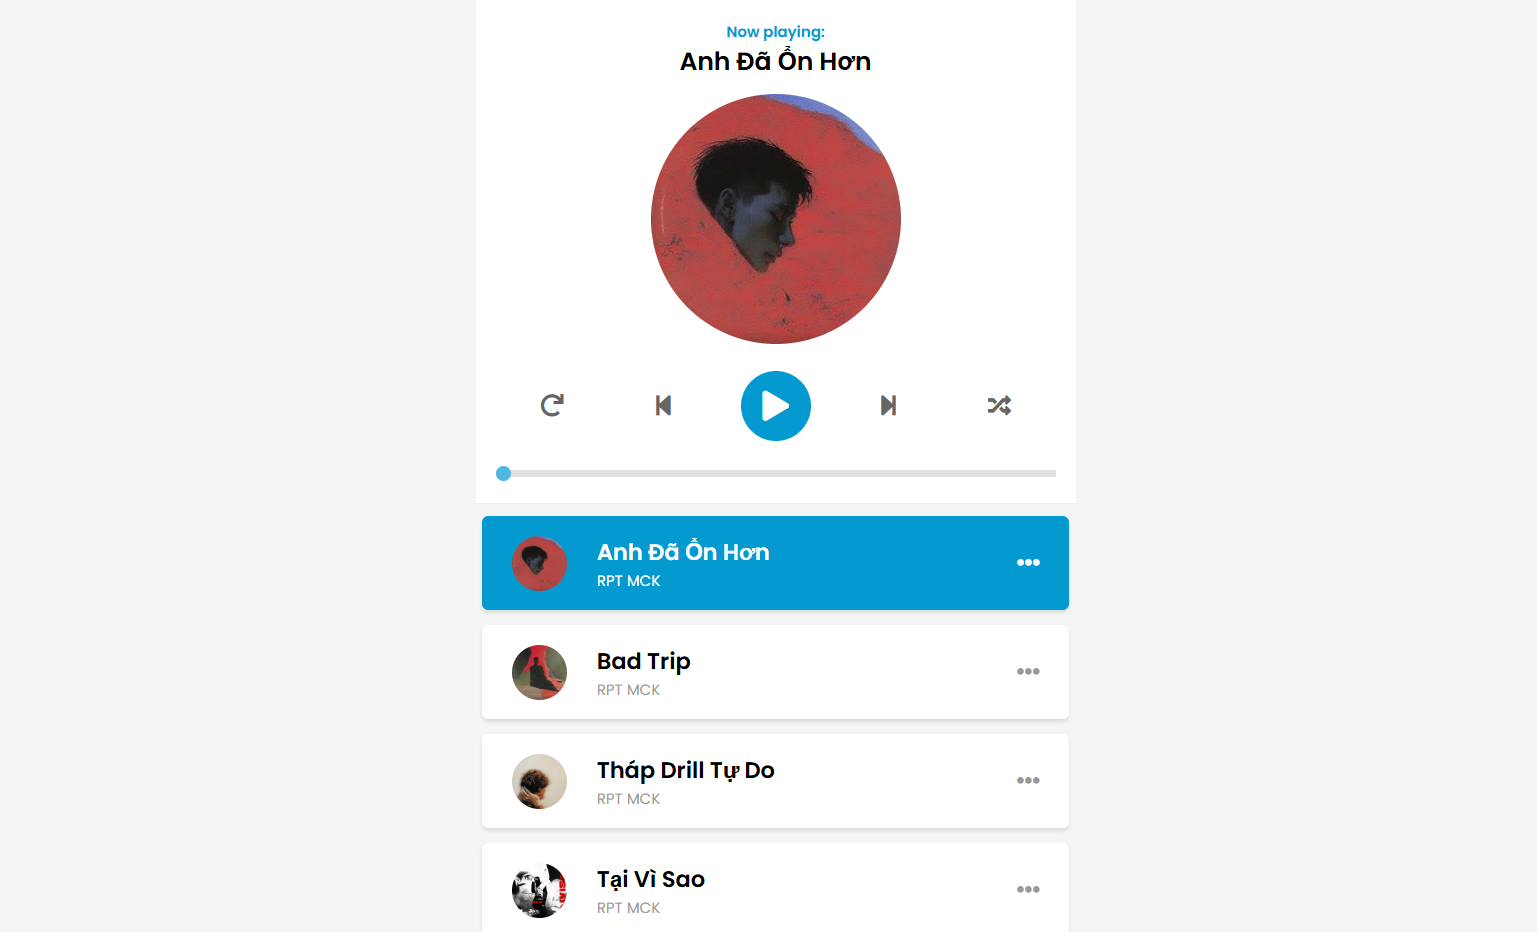 Now playing:
Anh Đã Ổn Hơn
Anh Đã Ổn Hơn
RPT MCK
Bad Trip
RPT MCK
Tháp Drill Tự Do
RPT MCK
Tại Vì Sao
RPT MCK